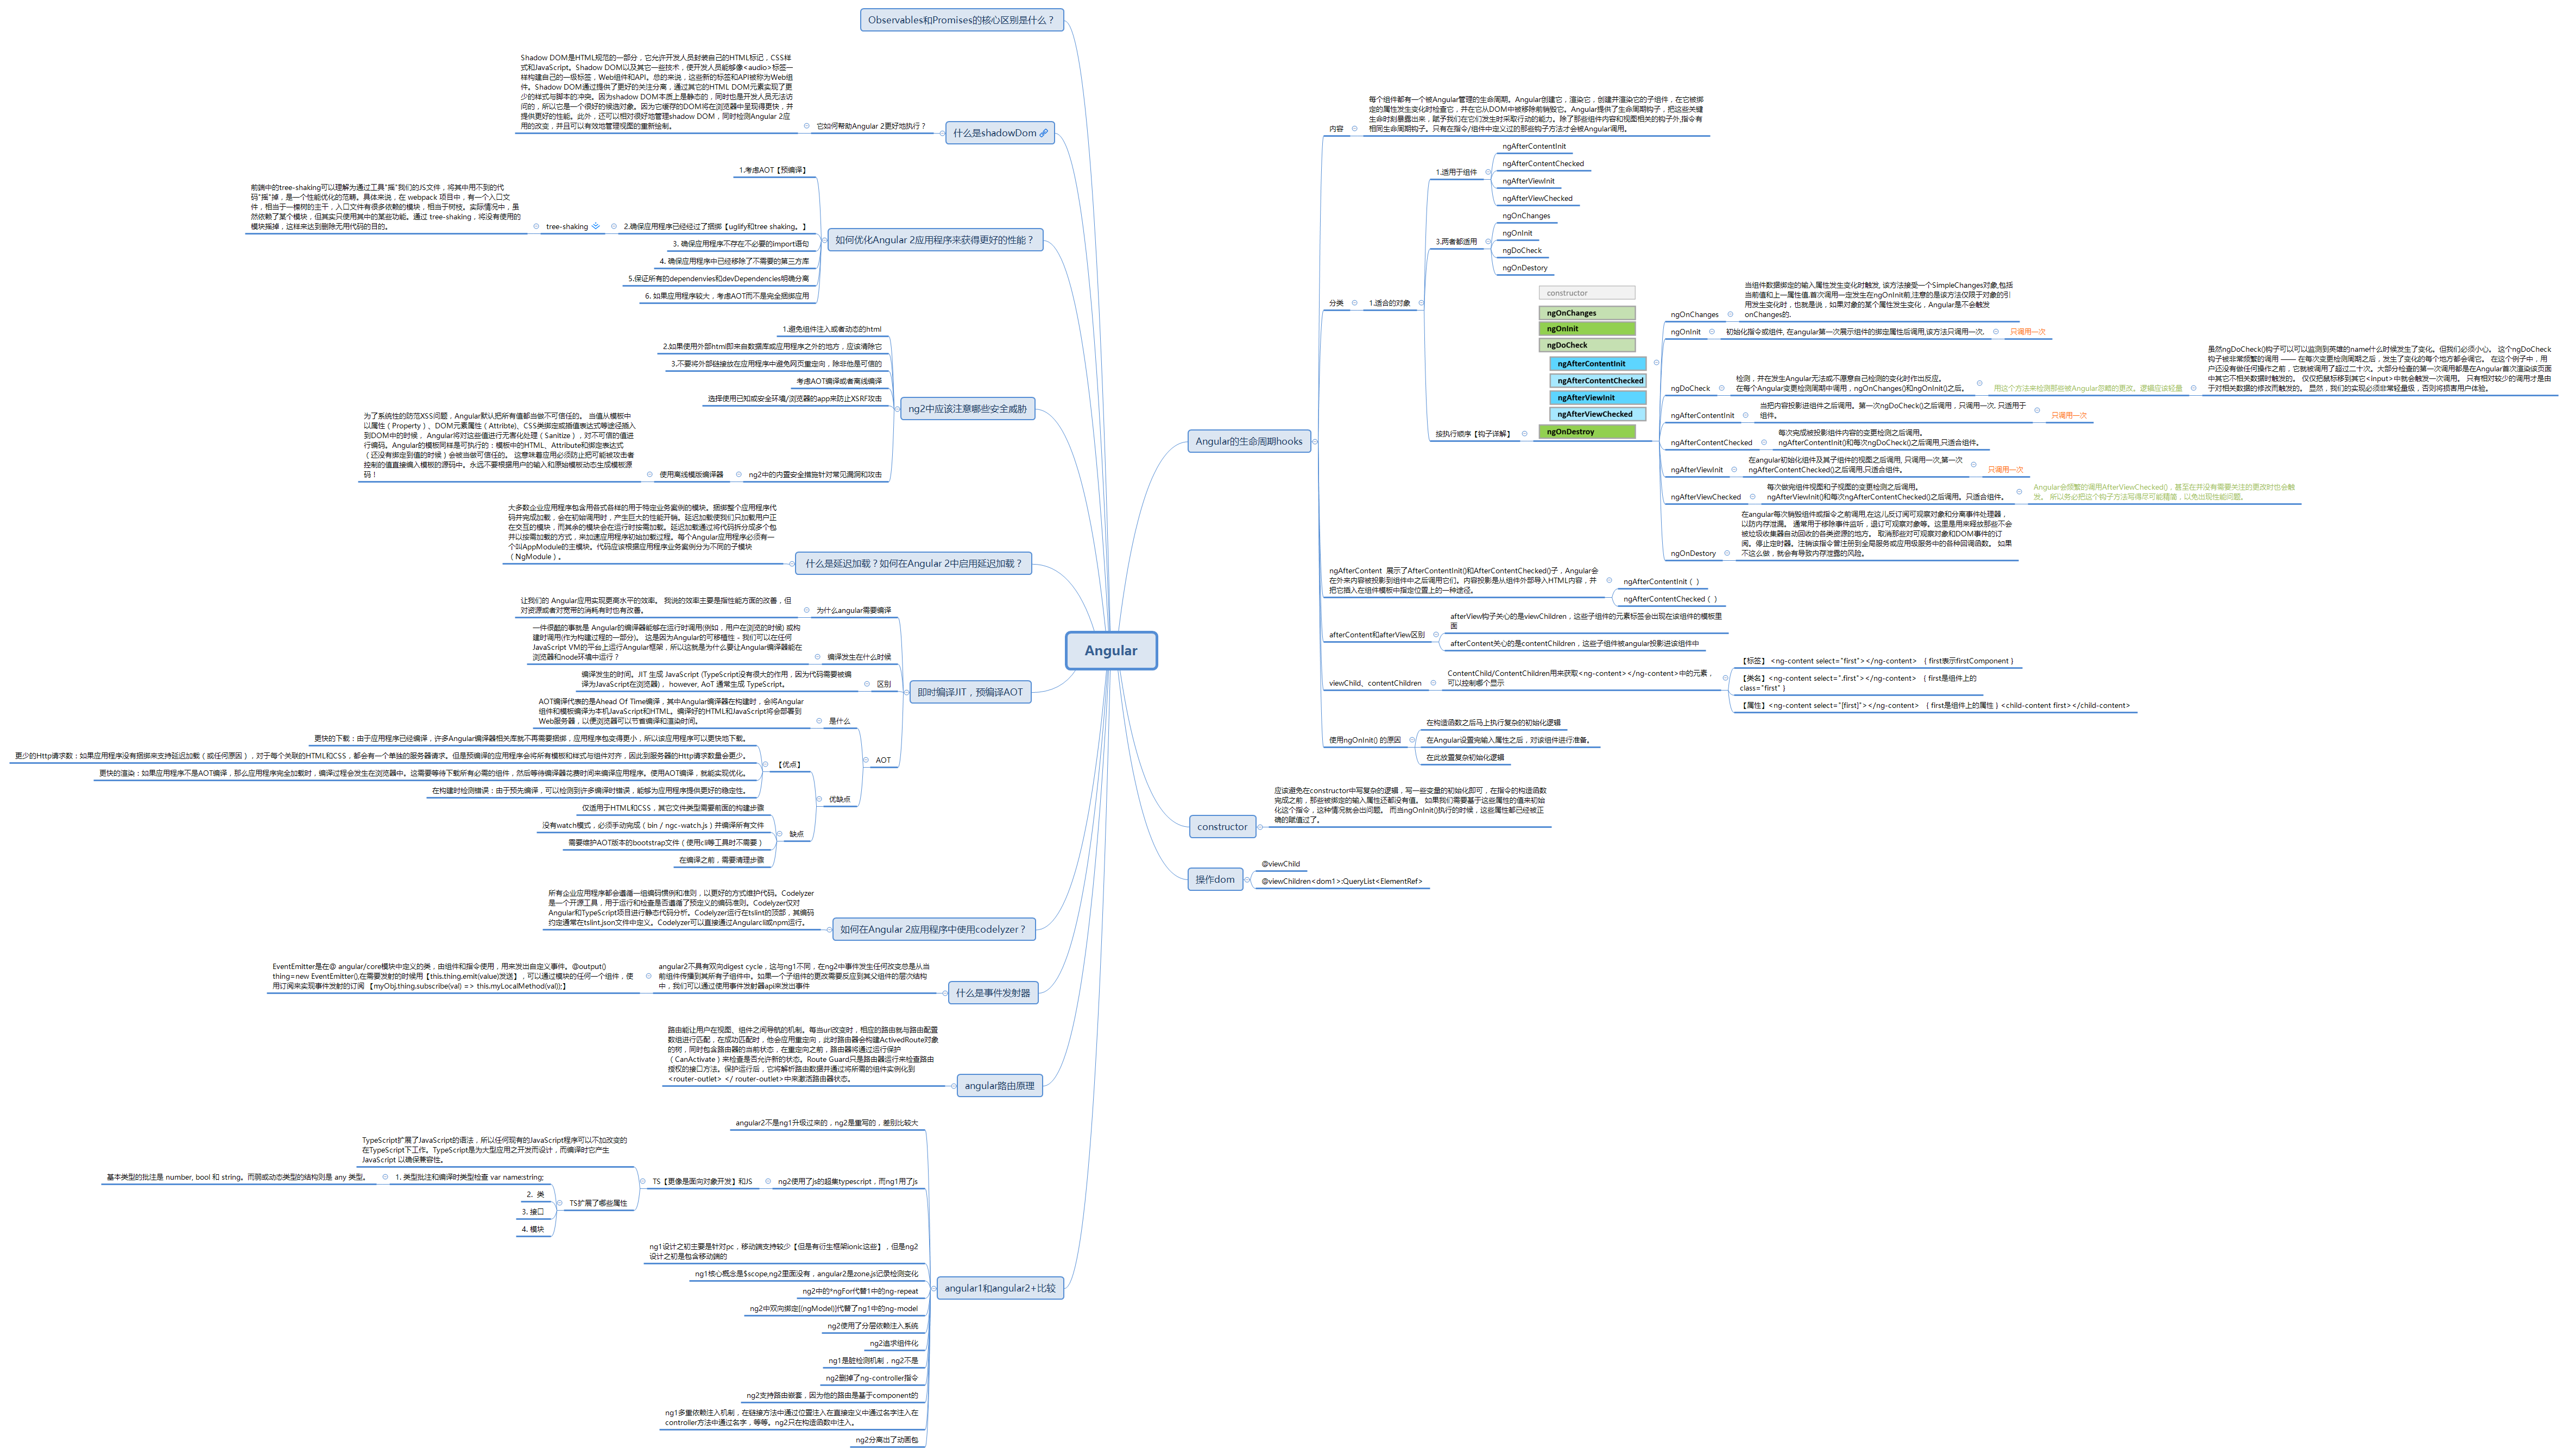 Observables和Promises的核心区别是什么？
Shadow DOM是HTML规范的一部分，它允许开发人员封装自己的HTML标记，CSS样
式和JavaScript。Shadow DOM以及其它一些技术，使开发人员能够像<audio>标签一
样构建自己的一级标签，Web组件和API。总的来说，这些新的标签和API被称为Web组
件。Shadow DOM通过提供了更好的关注分离，通过其它的HTML DOM元素实现了更
少的样式与脚本的冲突。因为shadow DOM本质上是静态的，同时也是开发人员无法访
问的，所以它是一个很好的候选对象。因为它缓存的DOM将在浏览器中呈现得更快，并
提供更好的性能。此外，还可以相对很好地管理shadow DOM，同时检测Angular 2应
用的改变，并且可以有效地管理视图的重新绘制。
它如何帮助Angular 2更好地执行？
什么是shadowDom
1.考虑AOT【预编译】
前端中的tree-shaking可以理解为通过工具"摇"我们的JS文件，将其中用不到的代
码"摇"掉，是一个性能优化的范畴。具体来说，在 webpack 项目中，有一个入口文
件，相当于一棵树的主干，入口文件有很多依赖的模块，相当于树枝。实际情况中，虽
然依赖了某个模块，但其实只使用其中的某些功能。通过 tree-shaking，将没有使用的
模块摇掉，这样来达到删除无用代码的目的。
tree-shaking
2.确保应用程序已经经过了捆绑【uglify和tree shaking。】
3. 确保应用程序不存在不必要的import语句
4. 确保应用程序中已经移除了不需要的第三方库
5.保证所有的dependenvies和devDependencies明确分离
6. 如果应用程序较大，考虑AOT而不是完全捆绑应用
如何优化Angular 2应用程序来获得更好的性能？
1.避免组件注入或者动态的html
2.如果使用外部html即来自数据库或应用程序之外的地方，应该清除它
3.不要将外部链接放在应用程序中避免网页重定向，除非他是可信的
考虑AOT编译或者离线编译
选择使用已知或安全环境/浏览器的app来防止XSRF攻击
为了系统性的防范XSS问题，Angular默认把所有值都当做不可信任的。 当值从模板中
以属性（Property）、DOM元素属性（Attribte)、CSS类绑定或插值表达式等途径插入
到DOM中的时候， Angular将对这些值进行无害化处理（Sanitize），对不可信的值进
行编码。Angular的模板同样是可执行的：模板中的HTML、Attribute和绑定表达式
（还没有绑定到值的时候）会被当做可信任的。 这意味着应用必须防止把可能被攻击者
控制的值直接编入模板的源码中。永远不要根据用户的输入和原始模板动态生成模板源
码！
使用离线模版编译器
ng2中的内置安全措施针对常见漏洞和攻击
ng2中应该注意哪些安全威胁
大多数企业应用程序包含用各式各样的用于特定业务案例的模块。捆绑整个应用程序代
码并完成加载，会在初始调用时，产生巨大的性能开销。延迟加载使我们只加载用户正
在交互的模块，而其余的模块会在运行时按需加载。延迟加载通过将代码拆分成多个包
并以按需加载的方式，来加速应用程序初始加载过程。每个Angular应用程序必须有一
个叫AppModule的主模块。代码应该根据应用程序业务案例分为不同的子模块
（NgModule）。
什么是延迟加载？如何在Angular 2中启用延迟加载？
让我们的 Angular应用实现更高水平的效率。 我说的效率主要是指性能方面的改善，但
对资源或者对宽带的消耗有时也有改善。
为什么angular需要编译
一件很酷的事就是 Angular的编译器能够在运行时调用(例如，用户在浏览的时候) 或构
建时调用(作为构建过程的一部分)。 这是因为Angular的可移植性 - 我们可以在任何
JavaScript VM的平台上运行Angular框架，所以这就是为什么要让Angular编译器能在
浏览器和node环境中运行？
编译发生在什么时候
编译发生的时间。JIT 生成 JavaScript (TypeScript没有很大的作用，因为代码需要被编
译为JavaScript在浏览器)， however, AoT 通常生成 TypeScript。
区别
AOT编译代表的是Ahead Of Time编译，其中Angular编译器在构建时，会将Angular
组件和模板编译为本机JavaScript和HTML。编译好的HTML和JavaScript将会部署到
Web服务器，以便浏览器可以节省编译和渲染时间。
是什么
更快的下载：由于应用程序已经编译，许多Angular编译器相关库就不再需要捆绑，应用程序包变得更小，所以该应用程序可以更快地下载。
更少的Http请求数：如果应用程序没有捆绑来支持延迟加载（或任何原因），对于每个关联的HTML和CSS，都会有一个单独的服务器请求。但是预编译的应用程序会将所有模板和样式与组件对齐，因此到服务器的Http请求数量会更少。
更快的渲染：如果应用程序不是AOT编译，那么应用程序完全加载时，编译过程会发生在浏览器中。这需要等待下载所有必需的组件，然后等待编译器花费时间来编译应用程序。使用AOT编译，就能实现优化。
在构建时检测错误：由于预先编译，可以检测到许多编译时错误，能够为应用程序提供更好的稳定性。
【优点】
仅适用于HTML和CSS，其它文件类型需要前面的构建步骤
没有watch模式，必须手动完成（bin / ngc-watch.js）并编译所有文件
需要维护AOT版本的bootstrap文件（使用cli等工具时不需要）
在编译之前，需要清理步骤
缺点
优缺点
AOT
即时编译JIT，预编译AOT
所有企业应用程序都会遵循一组编码惯例和准则，以更好的方式维护代码。Codelyzer
是一个开源工具，用于运行和检查是否遵循了预定义的编码准则。Codelyzer仅对
Angular和TypeScript项目进行静态代码分析。Codelyzer运行在tslint的顶部，其编码
约定通常在tslint.json文件中定义。Codelyzer可以直接通过Angularcli或npm运行。
如何在Angular 2应用程序中使用codelyzer？
EventEmitter是在@ angular/core模块中定义的类，由组件和指令使用，用来发出自定义事件。@output()
thing=new EventEmitter(),在需要发射的时候用【this.thing.emit(value)发送】，可以通过模块的任何一个组件，使
用订阅来实现事件发射的订阅 【myObj.thing.subscribe(val) => this.myLocalMethod(val));】
angular2不具有双向digest cycle，这与ng1不同，在ng2中事件发生任何改变总是从当
前组件传播到其所有子组件中。如果一个子组件的更改需要反应到其父组件的层次结构
中，我们可以通过使用事件发射器api来发出事件
什么是事件发射器
路由能让用户在视图、组件之间导航的机制。每当url改变时，相应的路由就与路由配置
数组进行匹配，在成功匹配时，他会应用重定向，此时路由器会构建ActivedRoute对象
的树，同时包含路由器的当前状态，在重定向之前，路由器将通过运行保护
（CanActivate）来检查是否允许新的状态。Route Guard只是路由器运行来检查路由
授权的接口方法。保护运行后，它将解析路由数据并通过将所需的组件实例化到
<router-outlet> </ router-outlet>中来激活路由器状态。
angular路由原理
angular2不是ng1升级过来的，ng2是重写的，差别比较大
TypeScript扩展了JavaScript的语法，所以任何现有的JavaScript程序可以不加改变的
在TypeScript下工作。TypeScript是为大型应用之开发而设计，而编译时它产生
JavaScript 以确保兼容性。
基本类型的批注是 number, bool 和 string。而弱或动态类型的结构则是 any 类型。
1. 类型批注和编译时类型检查 var name:string;
2. 类
3. 接口
4. 模块
TS扩展了哪些属性
TS【更像是面向对象开发】和JS
ng2使用了js的超集typescript，而ng1用了js
ng1设计之初主要是针对pc，移动端支持较少【但是有衍生框架ionic这些】，但是ng2
设计之初是包含移动端的
ng1核心概念是$scope,ng2里面没有，angular2是zone.js记录检测变化
ng2中的*ngFor代替1中的ng-repeat
ng2中双向绑定[(ngModel)]代替了ng1中的ng-model
ng2使用了分层依赖注入系统
ng2追求组件化
ng1是脏检测机制，ng2不是
ng2删掉了ng-controller指令
ng2支持路由嵌套，因为他的路由是基于component的
ng1多重依赖注入机制，在链接方法中通过位置注入在直接定义中通过名字注入在
controller方法中通过名字，等等。ng2只在构造函数中注入。
ng2分离出了动画包
angular1和angular2+比较
Angular
Angular的生命周期hooks
内容
每个组件都有一个被Angular管理的生命周期。Angular创建它，渲染它，创建并渲染它的子组件，在它被绑
定的属性发生变化时检查它，并在它从DOM中被移除前销毁它。Angular提供了生命周期钩子，把这些关键
生命时刻暴露出来，赋予我们在它们发生时采取行动的能力。除了那些组件内容和视图相关的钩子外,指令有
相同生命周期钩子。只有在指令/组件中定义过的那些钩子方法才会被Angular调用。
分类
1.适合的对象
1.适用于组件
ngAfterContentInit
ngAfterContentChecked
ngAfterViewInit
ngAfterViewChecked
3.两者都适用
ngOnChanges
ngOnInit
ngDoCheck
ngOnDestory
按执行顺序【钩子详解】
constructor
ngOnChanges
ngOnInit
ngDoCheck
ngAfterContentInit
ngAfterContentChecked
ngAfterViewInit
ngAfterViewChecked
ngOnDestroy
ngOnChanges
当组件数据绑定的输入属性发生变化时触发, 该方法接受一个SimpleChanges对象,包括
当前值和上一属性值.首次调用一定发生在ngOnInit前,注意的是该方法仅限于对象的引
用发生变化时，也就是说，如果对象的某个属性发生变化，Angular是不会触发
onChanges的.
ngOnInit
初始化指令或组件, 在angular第一次展示组件的绑定属性后调用,该方法只调用一次.
只调用一次
ngDoCheck
检测，并在发生Angular无法或不愿意自己检测的变化时作出反应。
在每个Angular变更检测周期中调用，ngOnChanges()和ngOnInit()之后。
用这个方法来检测那些被Angular忽略的更改。逻辑应该轻量
虽然ngDoCheck()钩子可以可以监测到英雄的name什么时候发生了变化。但我们必须小心。 这个ngDoCheck
钩子被非常频繁的调用 —— 在每次变更检测周期之后，发生了变化的每个地方都会调它。 在这个例子中，用
户还没有做任何操作之前，它就被调用了超过二十次。大部分检查的第一次调用都是在Angular首次渲染该页面
中其它不相关数据时触发的。 仅仅把鼠标移到其它<input>中就会触发一次调用。 只有相对较少的调用才是由
于对相关数据的修改而触发的。 显然，我们的实现必须非常轻量级，否则将损害用户体验。
ngAfterContentInit
当把内容投影进组件之后调用。第一次ngDoCheck()之后调用，只调用一次. 只适用于
组件。
只调用一次
ngAfterContentChecked
每次完成被投影组件内容的变更检测之后调用。
ngAfterContentInit()和每次ngDoCheck()之后调用,只适合组件。
ngAfterViewInit
在angular初始化组件及其子组件的视图之后调用, 只调用一次,第一次
ngAfterContentChecked()之后调用.只适合组件。
只调用一次
ngAfterViewChecked
每次做完组件视图和子视图的变更检测之后调用。
ngAfterViewInit()和每次ngAfterContentChecked()之后调用。只适合组件。
Angular会频繁的调用AfterViewChecked()，甚至在并没有需要关注的更改时也会触
发。 所以务必把这个钩子方法写得尽可能精简，以免出现性能问题。
ngOnDestory
在angular每次销毁组件或指令之前调用,在这儿反订阅可观察对象和分离事件处理器，
以防内存泄漏。 通常用于移除事件监听，退订可观察对象等。这里是用来释放那些不会
被垃圾收集器自动回收的各类资源的地方。 取消那些对可观察对象和DOM事件的订
阅。停止定时器。注销该指令曾注册到全局服务或应用级服务中的各种回调函数。 如果
不这么做，就会有导致内存泄露的风险。
ngAfterContent 展示了AfterContentInit()和AfterContentChecked()子，Angular会
在外来内容被投影到组件中之后调用它们。内容投影是从组件外部导入HTML内容，并
把它插入在组件模板中指定位置上的一种途径。
ngAfterContentInit（ ）
ngAfterContentChecked（ ）
afterContent和afterView区别
afterView钩子关心的是viewChildren，这些子组件的元素标签会出现在该组件的模板里
面
afterContent关心的是contentChildren，这些子组件被angular投影进该组件中
viewChild、contentChildren
ContentChild/ContentChildren用来获取<ng-content></ng-content>中的元素，
可以控制哪个显示
【标签】 <ng-content select="first"></ng-content> ｛first表示firstComponent｝
【类名】<ng-content select=".first"></ng-content> ｛first是组件上的
class="first"｝
【属性】<ng-content select="[first]"></ng-content> ｛first是组件上的属性｝<child-content first></child-content>
使用ngOnInit() 的原因
在构造函数之后马上执行复杂的初始化逻辑
在Angular设置完输入属性之后，对该组件进行准备。
在此放置复杂初始化逻辑
constructor
应该避免在constructor中写复杂的逻辑，写一些变量的初始化即可，在指令的构造函数
完成之前，那些被绑定的输入属性还都没有值。 如果我们需要基于这些属性的值来初始
化这个指令，这种情况就会出问题。 而当ngOnInit()执行的时候，这些属性都已经被正
确的赋值过了。
操作dom
@viewChild
@viewChildren<dom1>:QueryList<ElementRef>